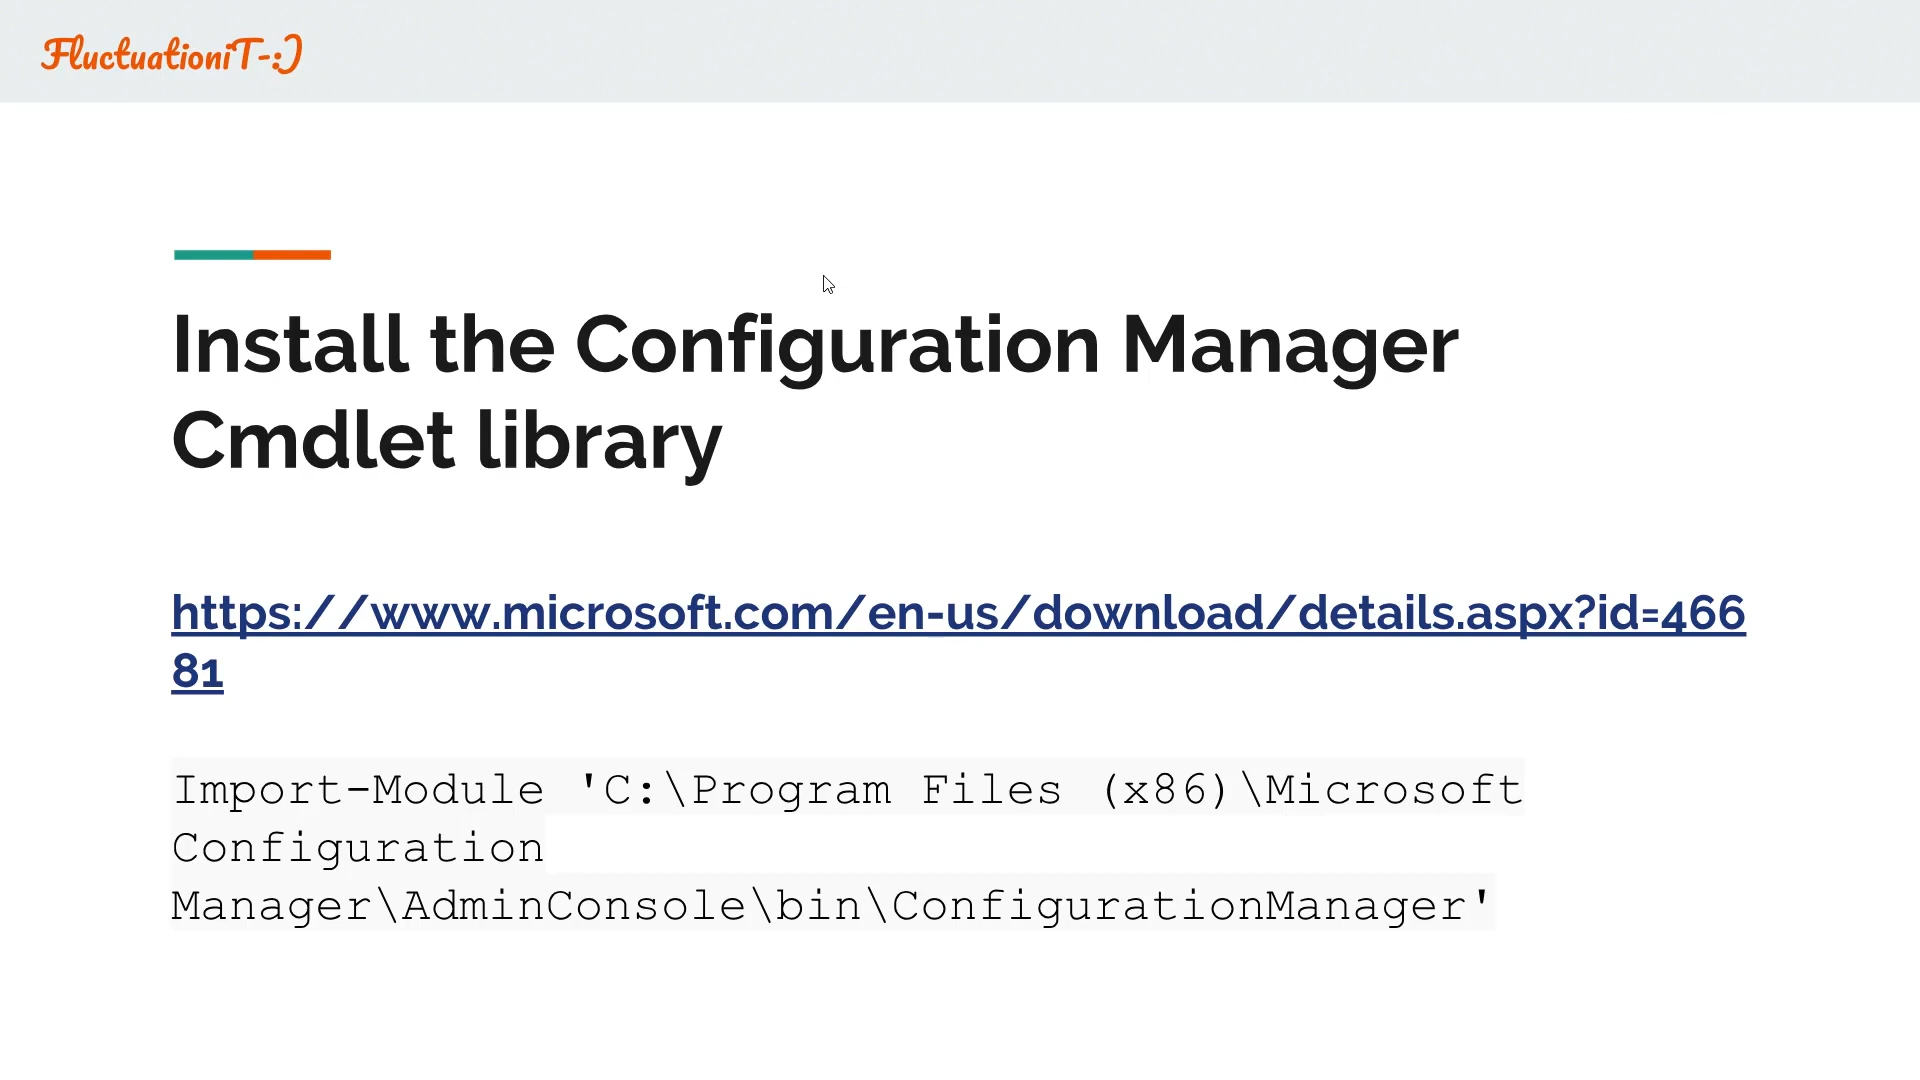 FluctuationiT-:)
Install the Configuration Manager
Cmdlet library
https://www.microsoft.com/en-us/download/details.aspx?id=466
81
Import-Module 'C:\Program Files (x86)\Microsoft
Configuration
Manager\AdminConsole\bin\ConfigurationManager'